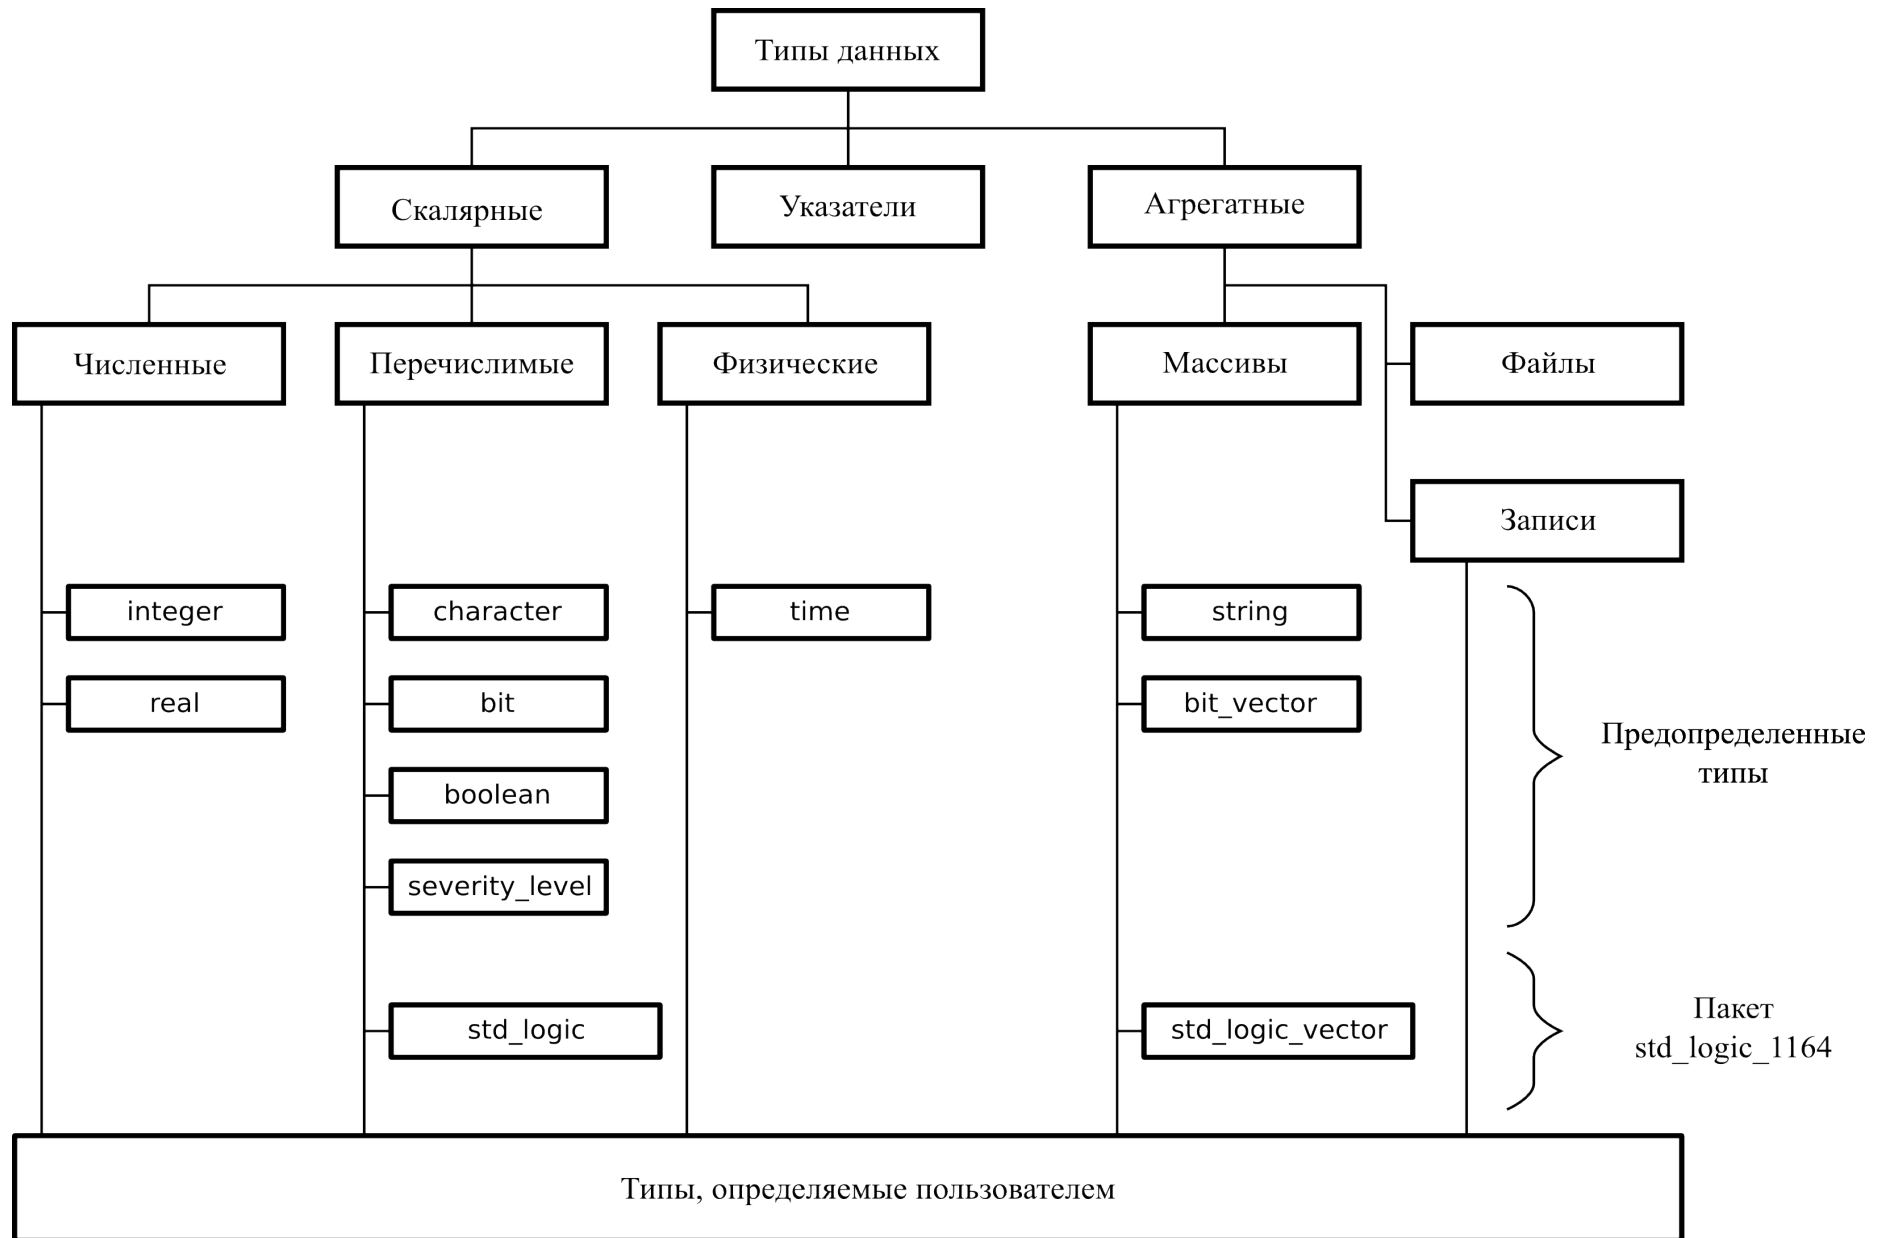 Типы данных
Скалярные
Указатели
Агрегатные
Численные
Перечислимые
Физические
Массивы
Файлы
Записи
integer
character
time
string
real
bit
bit_vector
Предопределенные
типы
boolean
severity_level
Пакет
std_logic_1164
std_logic
std_logic_vector
Типы, определяемые пользователем